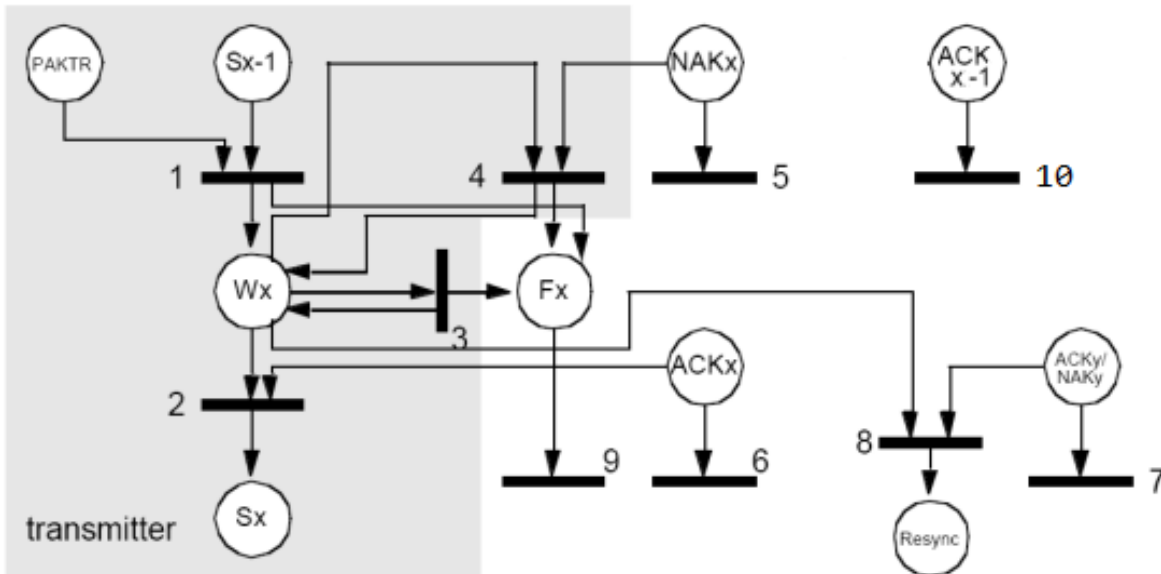 PAKTR
Sx-1
NAKx
ACK
x.-1
1
4
5
10
Wx
Fx
3
ACKx
ACKy/
NAKy
2
8
9
6
7
Sx
transmitter
Resync